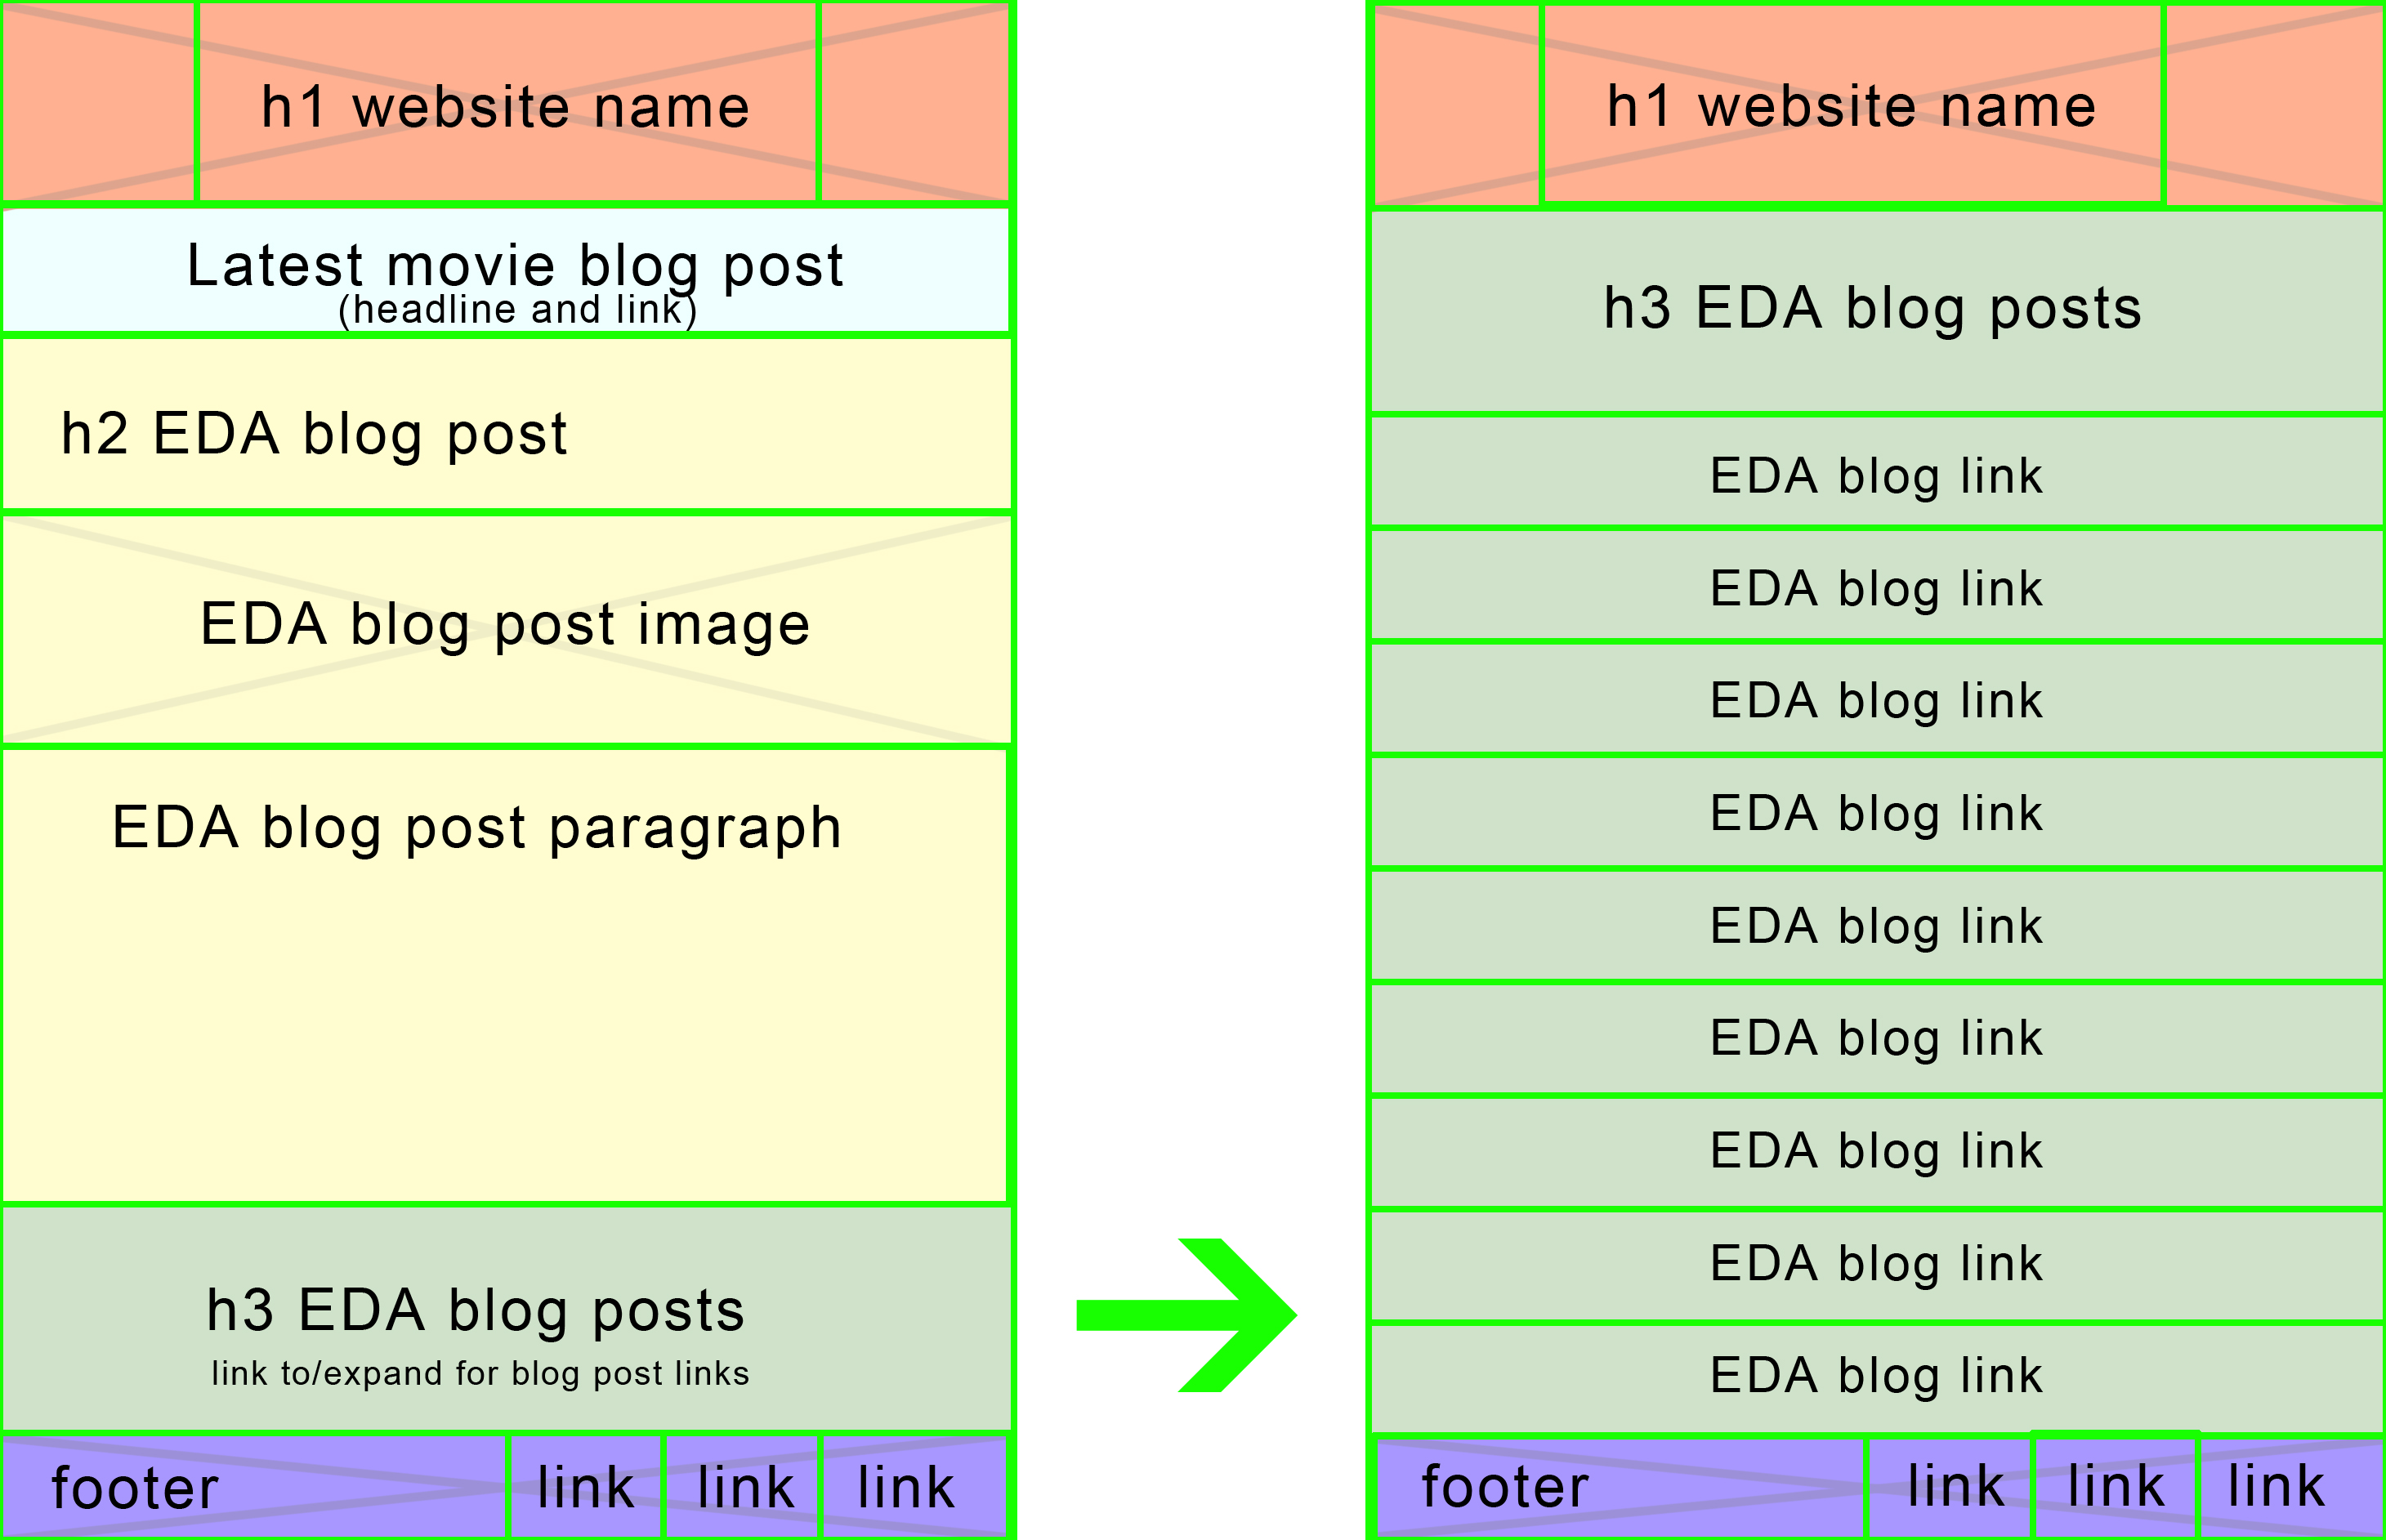 h1 website name
Latest movie blog post
(headline and link)
h2 EDA blog post
EDA blog post image
EDA blog post paragraph
h3 EDA blog posts
link to/expand for blog post links
footer link link link
h1 website name
h3 EDA blog posts
EDA blog link
EDA blog link
EDA blog link
EDA blog link
EDA blog link
EDA blog link
EDA blog link
EDA blog link
EDA blog link
footer link link link